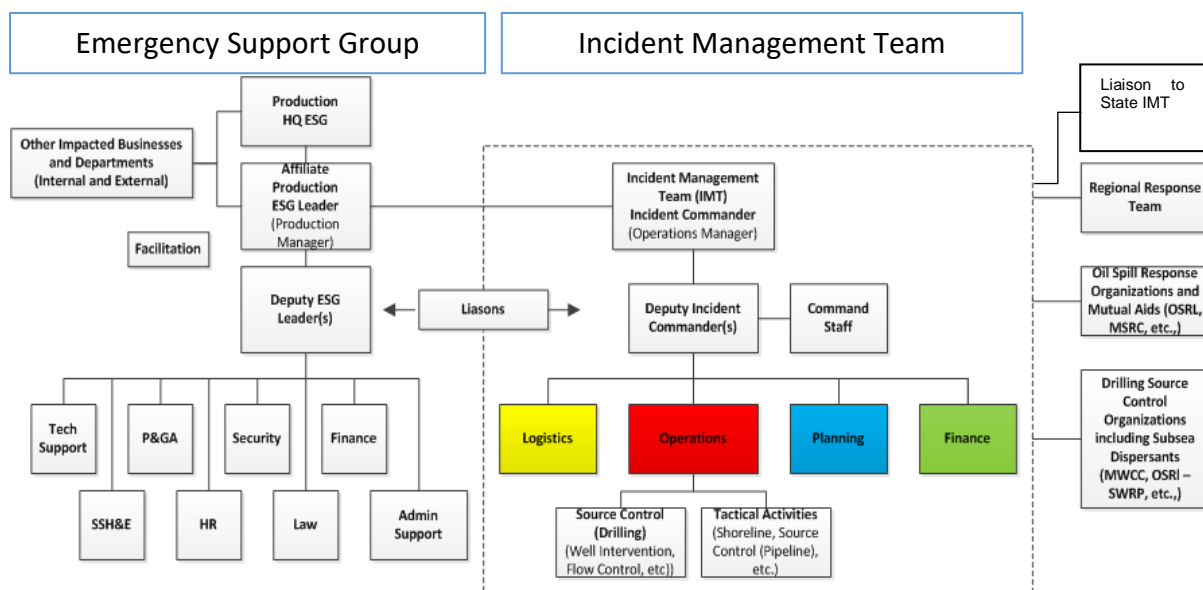 Emergency Support Group
Incident Management Team
Production
HQ ESG
Other Impacted Businesses
and Departments
(Internal and External)
Affiliate
Production
ESG Leader
(Production
Manager)
Facilitation
Deputy ESG
Leader(s)
Liasons
Tech
Support
P&GA
Security
Finance
SSH&E
HR
Law
Admin
Support
Incident Management
Team (IMT)
Incident Commander
(Operations Manager)
Deputy Incident
Commander(s)
Command
Staff
Logistics
Operations
Planning
Finance
Source Control
(Drilling)
(Well Intervention,
Flow Control, etc))
Tactical Activities
(Shoreline, Source
Control (Pipeline),
etc.)
Liaison to
State IMT
Regional Response
Team
Oil Spill Response
Organizations and
Mutual Aids (OSRL,
MSRC, etc.,)
Drilling Source
Control
Organizations
including Subsea
Dispersants
(MWCC, OSRl –
SWRP, etc.,)